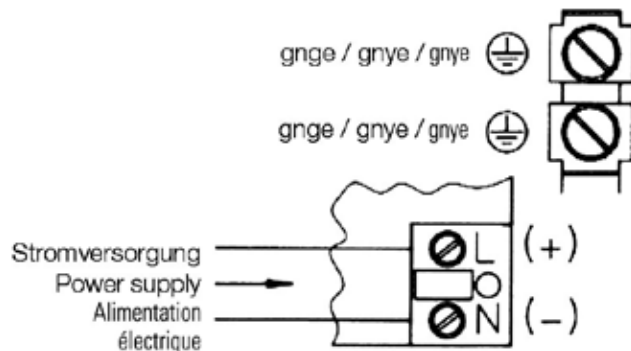 gnge / gnye / gnye
gnge / gnye / gnye
Stromversorgung
Power supply
Alimentation
électrique
L (+)
N (-)